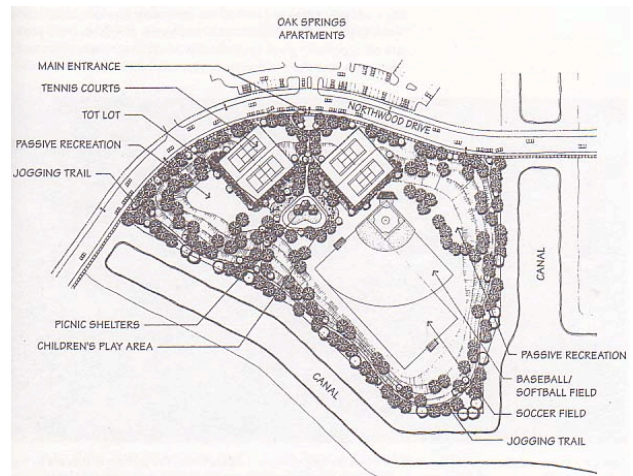 OAK SPRINGS
APARTMENTS
MAIN ENTRANCE
TENNIS COURTS
TOT LOT
PASSIVE RECREATION
JOGGING TRAIL
NORTHWOOD DRIVE
CANAL
PICNIC SHELTERS
CHILDREN'S PLAY AREA
CANAL
PASSIVE RECREATION
BASEBALL/
SOFTBALL FIELD
SOCCER FIELD
JOGGING TRAIL